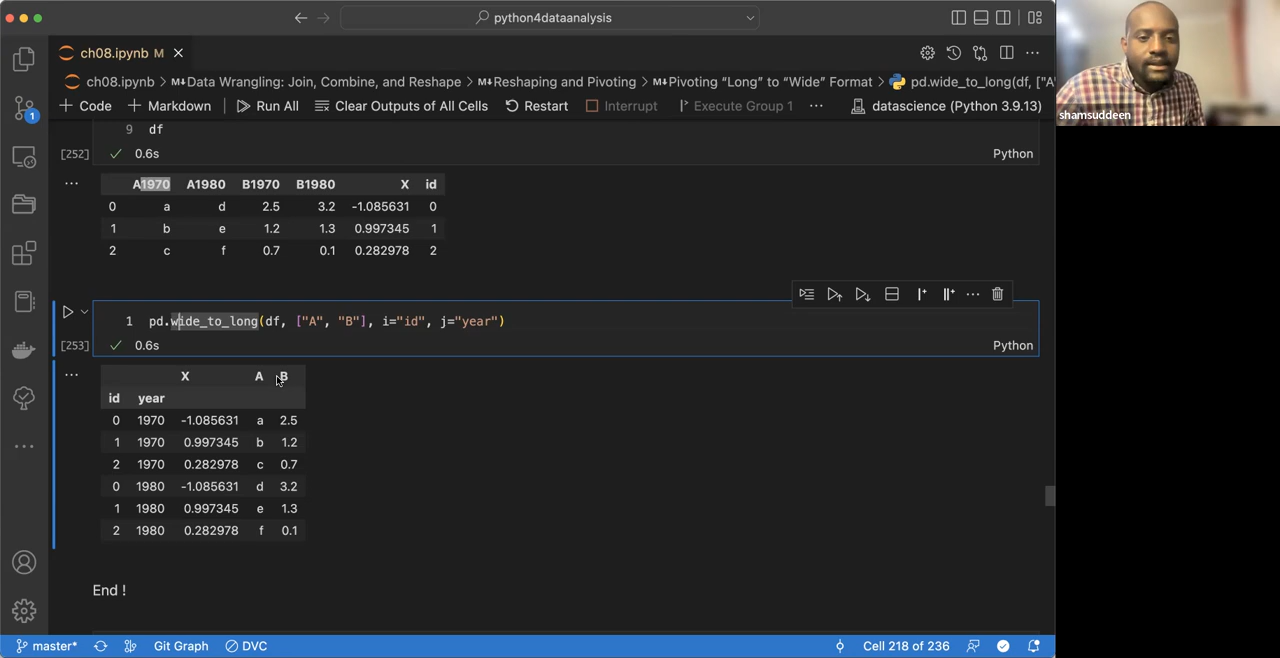 python4dataanalysis
ch08.ipynb M
ch08.ipynb > M↓Data Wrangling: Join, Combine, and Reshape > M↓Reshaping and Pivoting > M↓Pivoting “Long” to “Wide” Format > pd.wide_to_long(df, ["A"
+ Code + Markdown Run All Clear Outputs of All Cells Restart Interrupt Execute Group 1 ... datascience (Python 3.9.13)
shamsuddeen
1
9 df
[252] 0.6s Python
... A1970 A1980 B1970 B1980 X id
0 a d 2.5 3.2 -1.085631 0
1 b e 1.2 1.3 0.997345 1
2 c f 0.7 0.1 0.282978 2
1 pd.wide_to_long(df, ["A", "B"], i="id", j="year")
[253] 0.6s Python
... X A B
id year
0 1970 -1.085631 a 2.5
1 1970 0.997345 b 1.2
2 1970 0.282978 c 0.7
0 1980 -1.085631 d 3.2
1 1980 0.997345 e 1.3
2 1980 0.282978 f 0.1
End !
master* Git Graph DVC Cell 218 of 236